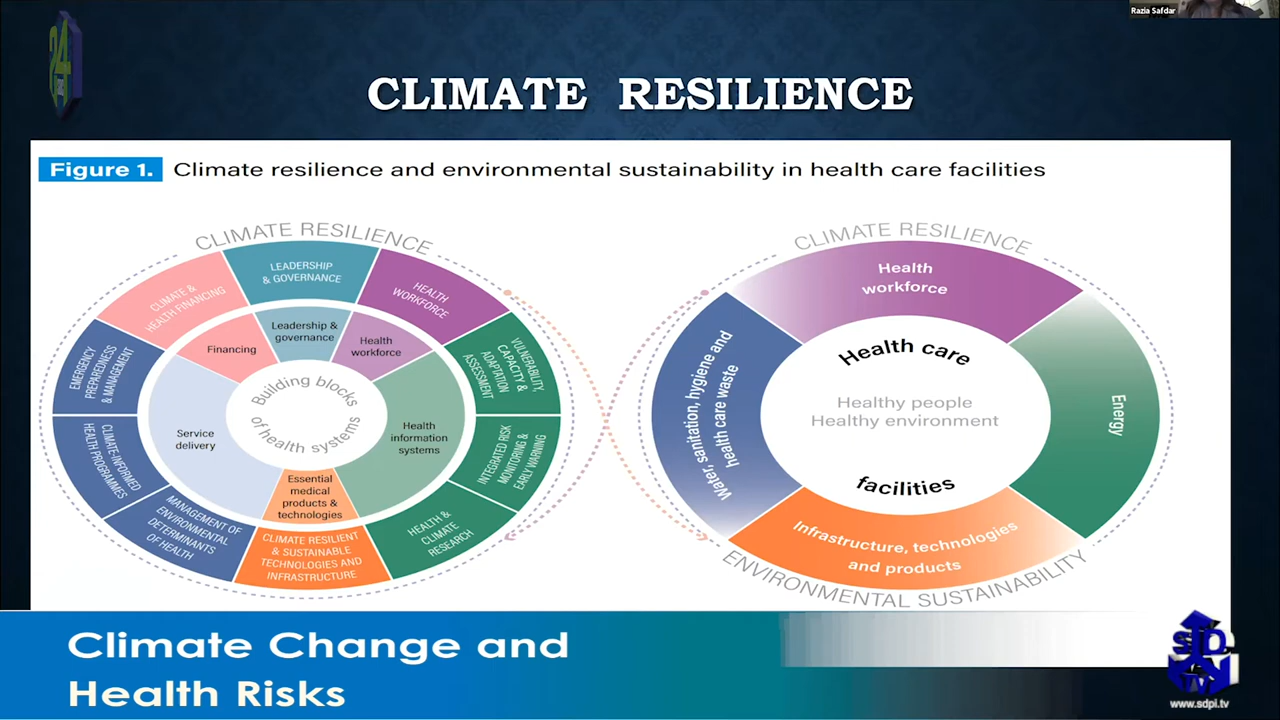 Razia Safdar
24
CLIMATE RESILIENCE
Figure 1. Climate resilience and environmental sustainability in health care facilities
CLIMATE RESILIENCE
LEADERSHIP
& GOVERNANCE
HEALTH
WORKFORCE
VULNERABILITY,
CAPACITY &
ADAPTATION
ASSESSMENT
INTEGRATED RISK
MONITORING &
EARLY WARNING
HEALTH &
CLIMATE
RESEARCH
CLIMATE RESILIENT
& SUSTAINABLE
TECHNOLOGIES AND
INFRASTRUCTURE
MANAGEMENT OF
ENVIRONMENTAL
DETERMINANTS
OF HEALTH
CLIMATE-INFORMED
HEALTH PROGRAMMES
EMERGENCY
PREPAREDNESS
& MANAGEMENT
CLIMATE &
HEALTH FINANCING
Leadership &
governance
Health
workforce
Health
information
systems
Essential
medical
products &
technologies
Service
delivery
Financing
Building blocks
of health systems
CLIMATE RESILIENCE
Health
workforce
Energy
Infrastructure, technologies
and products
Water, sanitation, hygiene and
health care waste
Health care
Healthy people
Healthy environment
facilities
ENVIRONMENTAL SUSTAINABILITY
Climate Change and
Health Risks
SDPI
TV
www.sdpi.tv